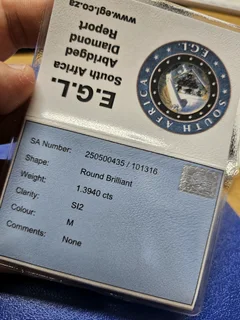 E.G.L.
South Africa
Abridged
Diamond
Report
www.egl.co.za
E.G.L.
SOUTH AFRICA
SA Number: 250500435 / 101316
Shape: Round Brilliant
Weight: 1.3940 cts
Clarity: SI2
Colour: M
Comments: None